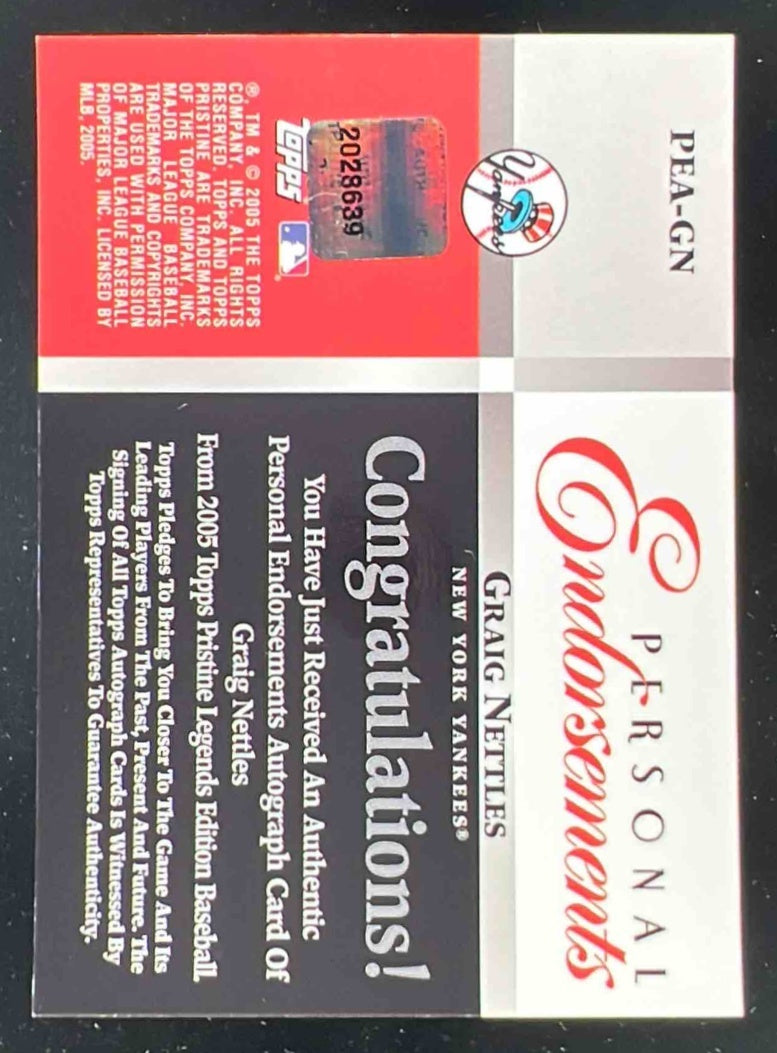 PEA-GN
PERSONAL
Endorsements
GRAIG NETTLES
NEW YORK YANKEES®
Yankees
2028639
topps
®, TM & © 2005 THE TOPPS
COMPANY, INC. ALL RIGHTS
RESERVED. TOPPS AND TOPPS
PRISTINE ARE TRADEMARKS
OF THE TOPPS COMPANY, INC.
MAJOR LEAGUE BASEBALL
TRADEMARKS AND COPYRIGHTS
ARE USED WITH PERMISSION
OF MAJOR LEAGUE BASEBALL
PROPERTIES, INC. LICENSED BY
MLB, 2005.
Congratulations!
You Have Just Received An Authentic
Personal Endorsements Autograph Card Of
Graig Nettles
From 2005 Topps Pristine Legends Edition Baseball.
Topps Pledges To Bring You Closer To The Game And Its
Leading Players From The Past, Present And Future. The
Signing Of All Topps Autograph Cards Is Witnessed By
Topps Representatives To Guarantee Authenticity.